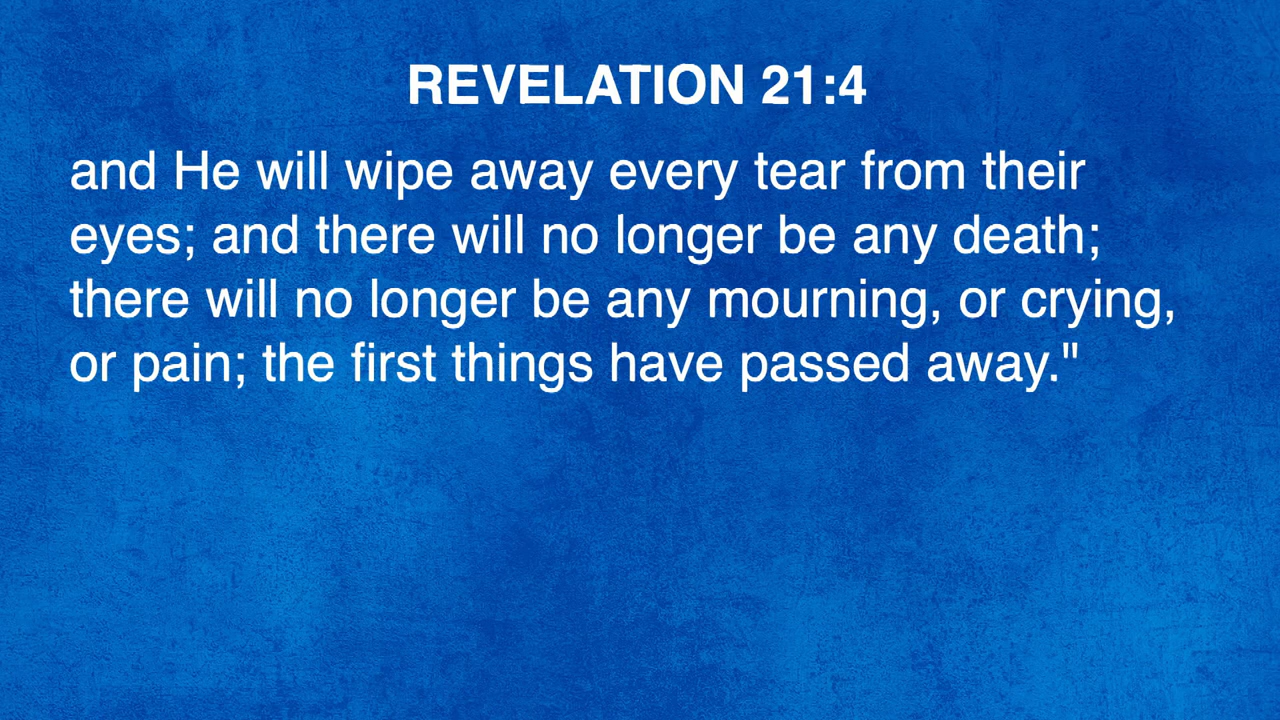 REVELATION 21:4
and He will wipe away every tear from their
eyes; and there will no longer be any death;
there will no longer be any mourning, or crying,
or pain; the first things have passed away."